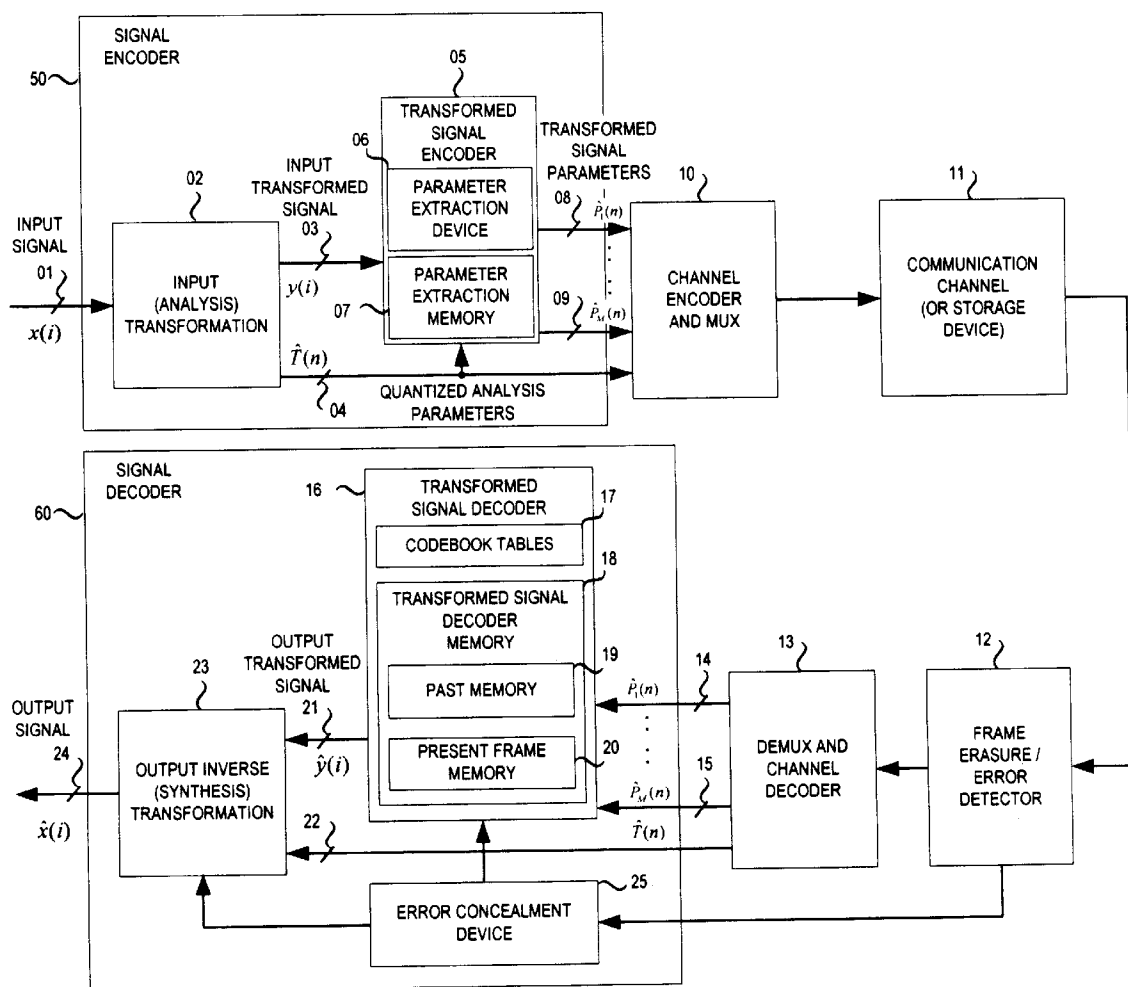 SIGNAL
ENCODER
50
05
TRANSFORMED
SIGNAL
ENCODER
06
PARAMETER
EXTRACTION
DEVICE
PARAMETER
EXTRACTION
MEMORY
07
TRANSFORMED
SIGNAL
PARAMETERS
08
P̂₁(n)
09
P̂_M(n)
INPUT
TRANSFORMED
SIGNAL
03
y(i)
02
INPUT
(ANALYSIS)
TRANSFORMATION
INPUT
SIGNAL
01
x(i)
T̂(n)
04
QUANTIZED ANALYSIS
PARAMETERS
10
CHANNEL
ENCODER
AND MUX
11
COMMUNICATION
CHANNEL
(OR STORAGE
DEVICE)
SIGNAL
DECODER
60
16
TRANSFORMED
SIGNAL DECODER
17
CODEBOOK TABLES
18
TRANSFORMED SIGNAL
DECODER
MEMORY
19
PAST MEMORY
20
PRESENT FRAME
MEMORY
OUTPUT
TRANSFORMED
SIGNAL
21
ŷ(i)
23
OUTPUT INVERSE
(SYNTHESIS)
TRANSFORMATION
OUTPUT
SIGNAL
24
x̂(i)
22
P̂₁(n)
14
P̂_M(n)
15
T̂(n)
13
DEMUX AND
CHANNEL
DECODER
12
FRAME
ERASURE /
ERROR
DETECTOR
25
ERROR CONCEALMENT
DEVICE